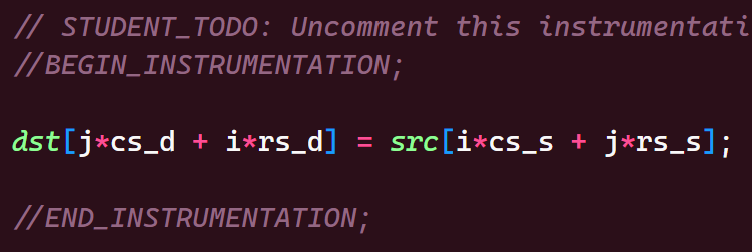 // STUDENT_TODO: Uncomment this instrumentati
//BEGIN_INSTRUMENTATION;
dst[j*cs_d + i*rs_d] = src[i*cs_s + j*rs_s];
//END_INSTRUMENTATION;